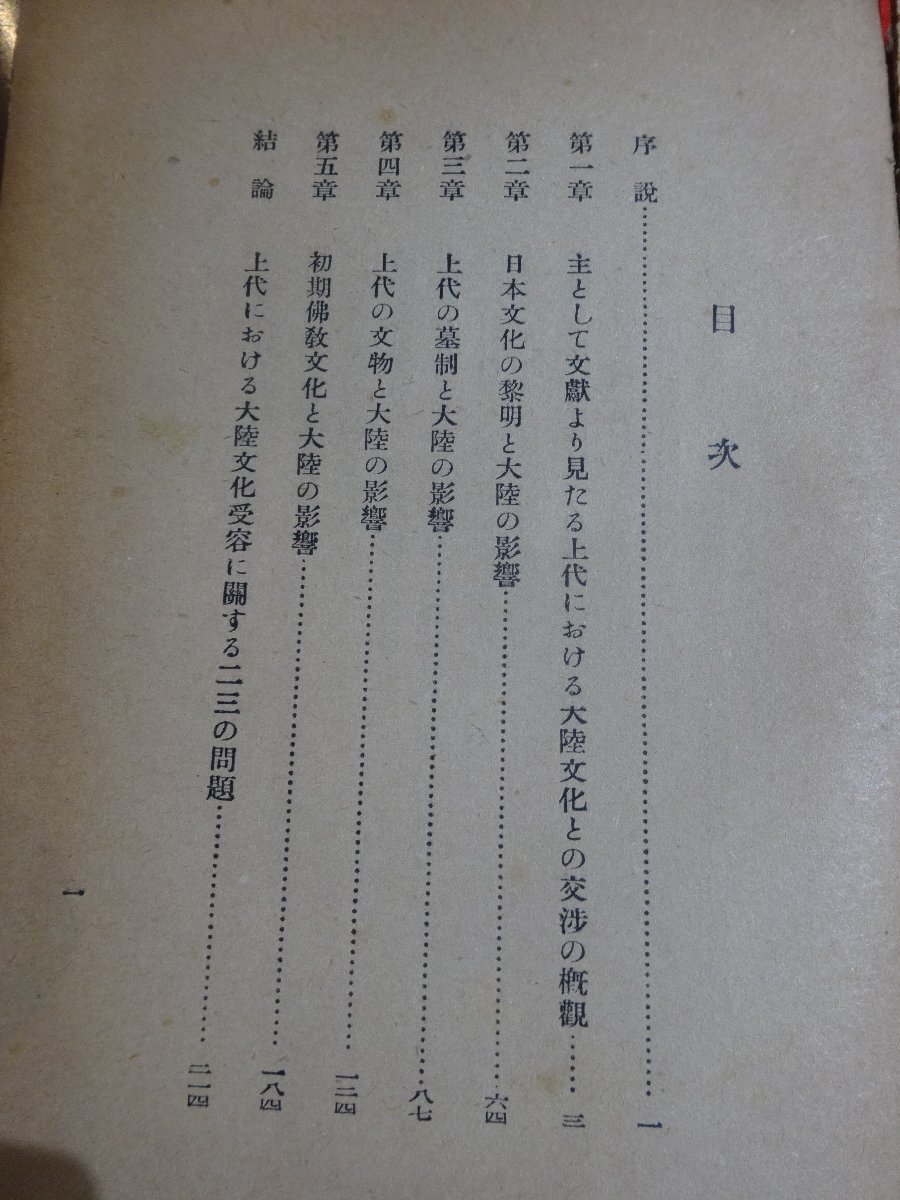 目次
序說……一
第一章 主として文獻より見たる上代における大陸文化との交渉の槪觀……三
第二章 日本文化の黎明と大陸の影響……六四
第三章 上代の墓制と大陸の影響……八七
第四章 上代の文物と大陸の影響……一二四
第五章 初期佛敎文化と大陸の影響……一八四
結論 上代における大陸文化受容に關する二三の問題……二一四
一